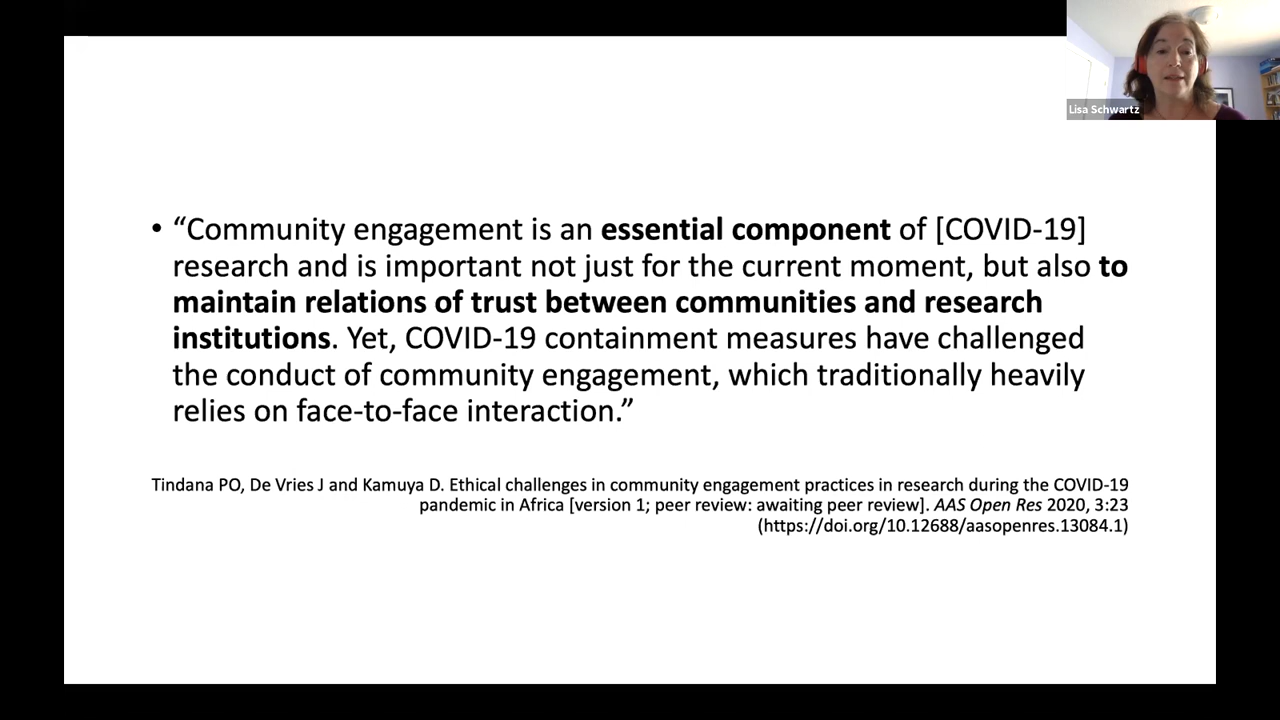 Lisa Schwartz
• “Community engagement is an essential component of [COVID-19]
research and is important not just for the current moment, but also to
maintain relations of trust between communities and research
institutions. Yet, COVID-19 containment measures have challenged
the conduct of community engagement, which traditionally heavily
relies on face-to-face interaction.”
Tindana PO, De Vries J and Kamuya D. Ethical challenges in community engagement practices in research during the COVID-19
pandemic in Africa [version 1; peer review: awaiting peer review]. AAS Open Res 2020, 3:23
(https://doi.org/10.12688/aasopenres.13084.1)